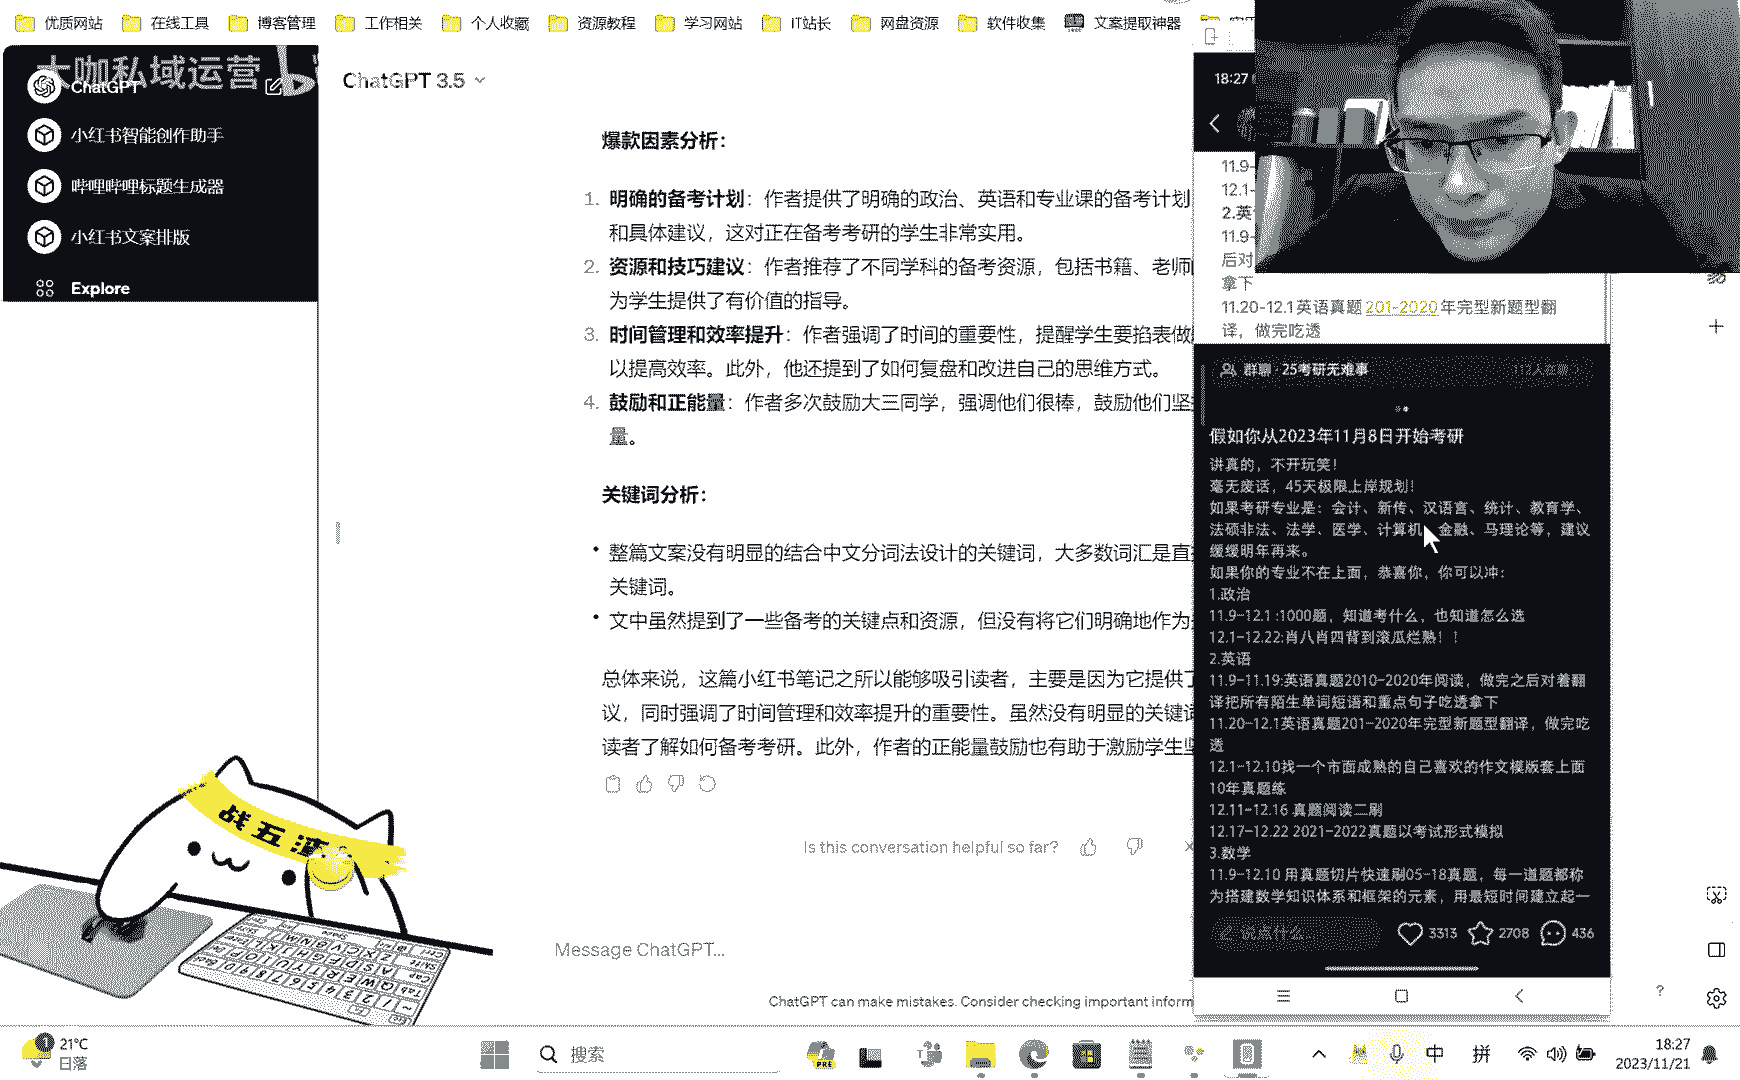 优质网站
在线工具
博客管理
工作相关
个人收藏
资源教程
学习网站
IT站长
网盘资源
软件收集
文案提取神器
大咖私域运营
ChatGPT
小红书智能创作助手
哔哩哔哩标题生成器
小红书文案排版
Explore
ChatGPT 3.5
爆款因素分析：
1. 明确的备考计划：作者提供了明确的政治、英语和专业课的备考计划
和具体建议，这对正在备考考研的学生非常实用。
2. 资源和技巧建议：作者推荐了不同学科的备考资源，包括书籍、老师
为学生提供了有价值的指导。
3. 时间管理和效率提升：作者强调了时间的重要性，提醒学生要掐表做
以提高效率。此外，他还提到了如何复盘和改进自己的思维方式。
4. 鼓励和正能量：作者多次鼓励大三同学，强调他们很棒，鼓励他们坚
量。
关键词分析：
• 整篇文案没有明显的结合中文分词法设计的关键词，大多数词汇是直
关键词。
• 文中虽然提到了一些备考的关键点和资源，但没有将它们明确地作为
总体来说，这篇小红书笔记之所以能够吸引读者，主要是因为它提供了
议，同时强调了时间管理和效率提升的重要性。虽然没有明显的关键词
读者了解如何备考考研。此外，作者的正能量鼓励也有助于激励学生坚
Is this conversation helpful so far?
Message ChatGPT...
ChatGPT can make mistakes. Consider checking important inform
18:27
11.9-
12.1-
2.英
11.9-
后对
拿下
11.20-12.1英语真题201-2020年完型新题型翻
译，做完吃透
群聊 · 25考研无难事
假如你从2023年11月8日开始考研
讲真的，不开玩笑！
毫无废话，45天极限上岸规划！
如果考研专业是：会计、新传、汉语言、统计、教育学、
法硕非法、法学、医学、计算机、金融、马理论等，建议
缓缓明年再来。
如果你的专业不在上面，恭喜你，你可以冲：
1.政治
11.9-12.1 :1000题，知道考什么，也知道怎么选
12.1-12.22:肖八肖四背到滚瓜烂熟！！
2.英语
11.9-11.19:英语真题2010-2020年阅读，做完之后对着翻
译把所有陌生单词短语和重点句子吃透拿下
11.20-12.1英语真题201-2020年完型新题型翻译，做完吃
透
12.1-12.10找一个市面成熟的自己喜欢的作文模版套上面
10年真题练
12.11-12.16 真题阅读二刷
12.17-12.22 2021-2022真题以考试形式模拟
3.数学
11.9-12.10 用真题切片快速刷05-18真题，每一道题都称
为搭建数学知识体系和框架的元素，用最短时间建立起一
说点什么...
3313
2708
436
战五渣
21°C
日落
搜索
PRE
中
拼
18:27
2023/11/21